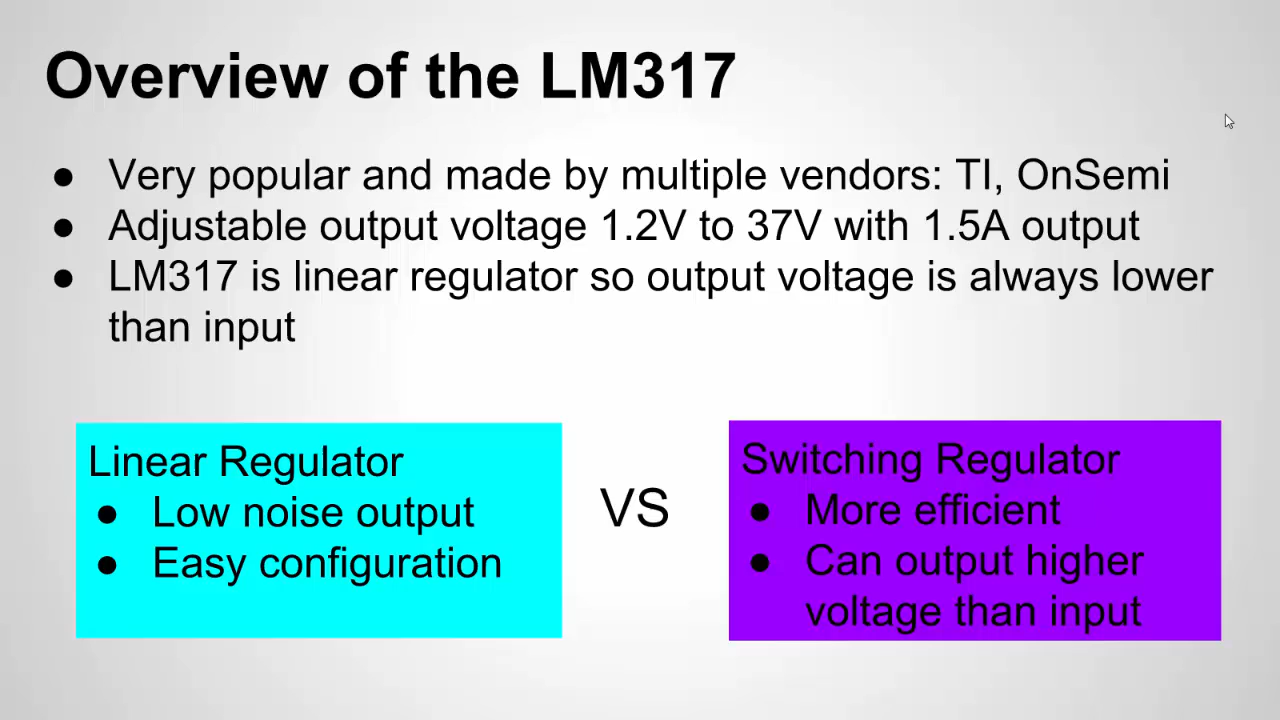 Overview of the LM317
● Very popular and made by multiple vendors: TI, OnSemi
● Adjustable output voltage 1.2V to 37V with 1.5A output
● LM317 is linear regulator so output voltage is always lower
than input
Linear Regulator
● Low noise output
● Easy configuration
VS
Switching Regulator
● More efficient
● Can output higher
voltage than input